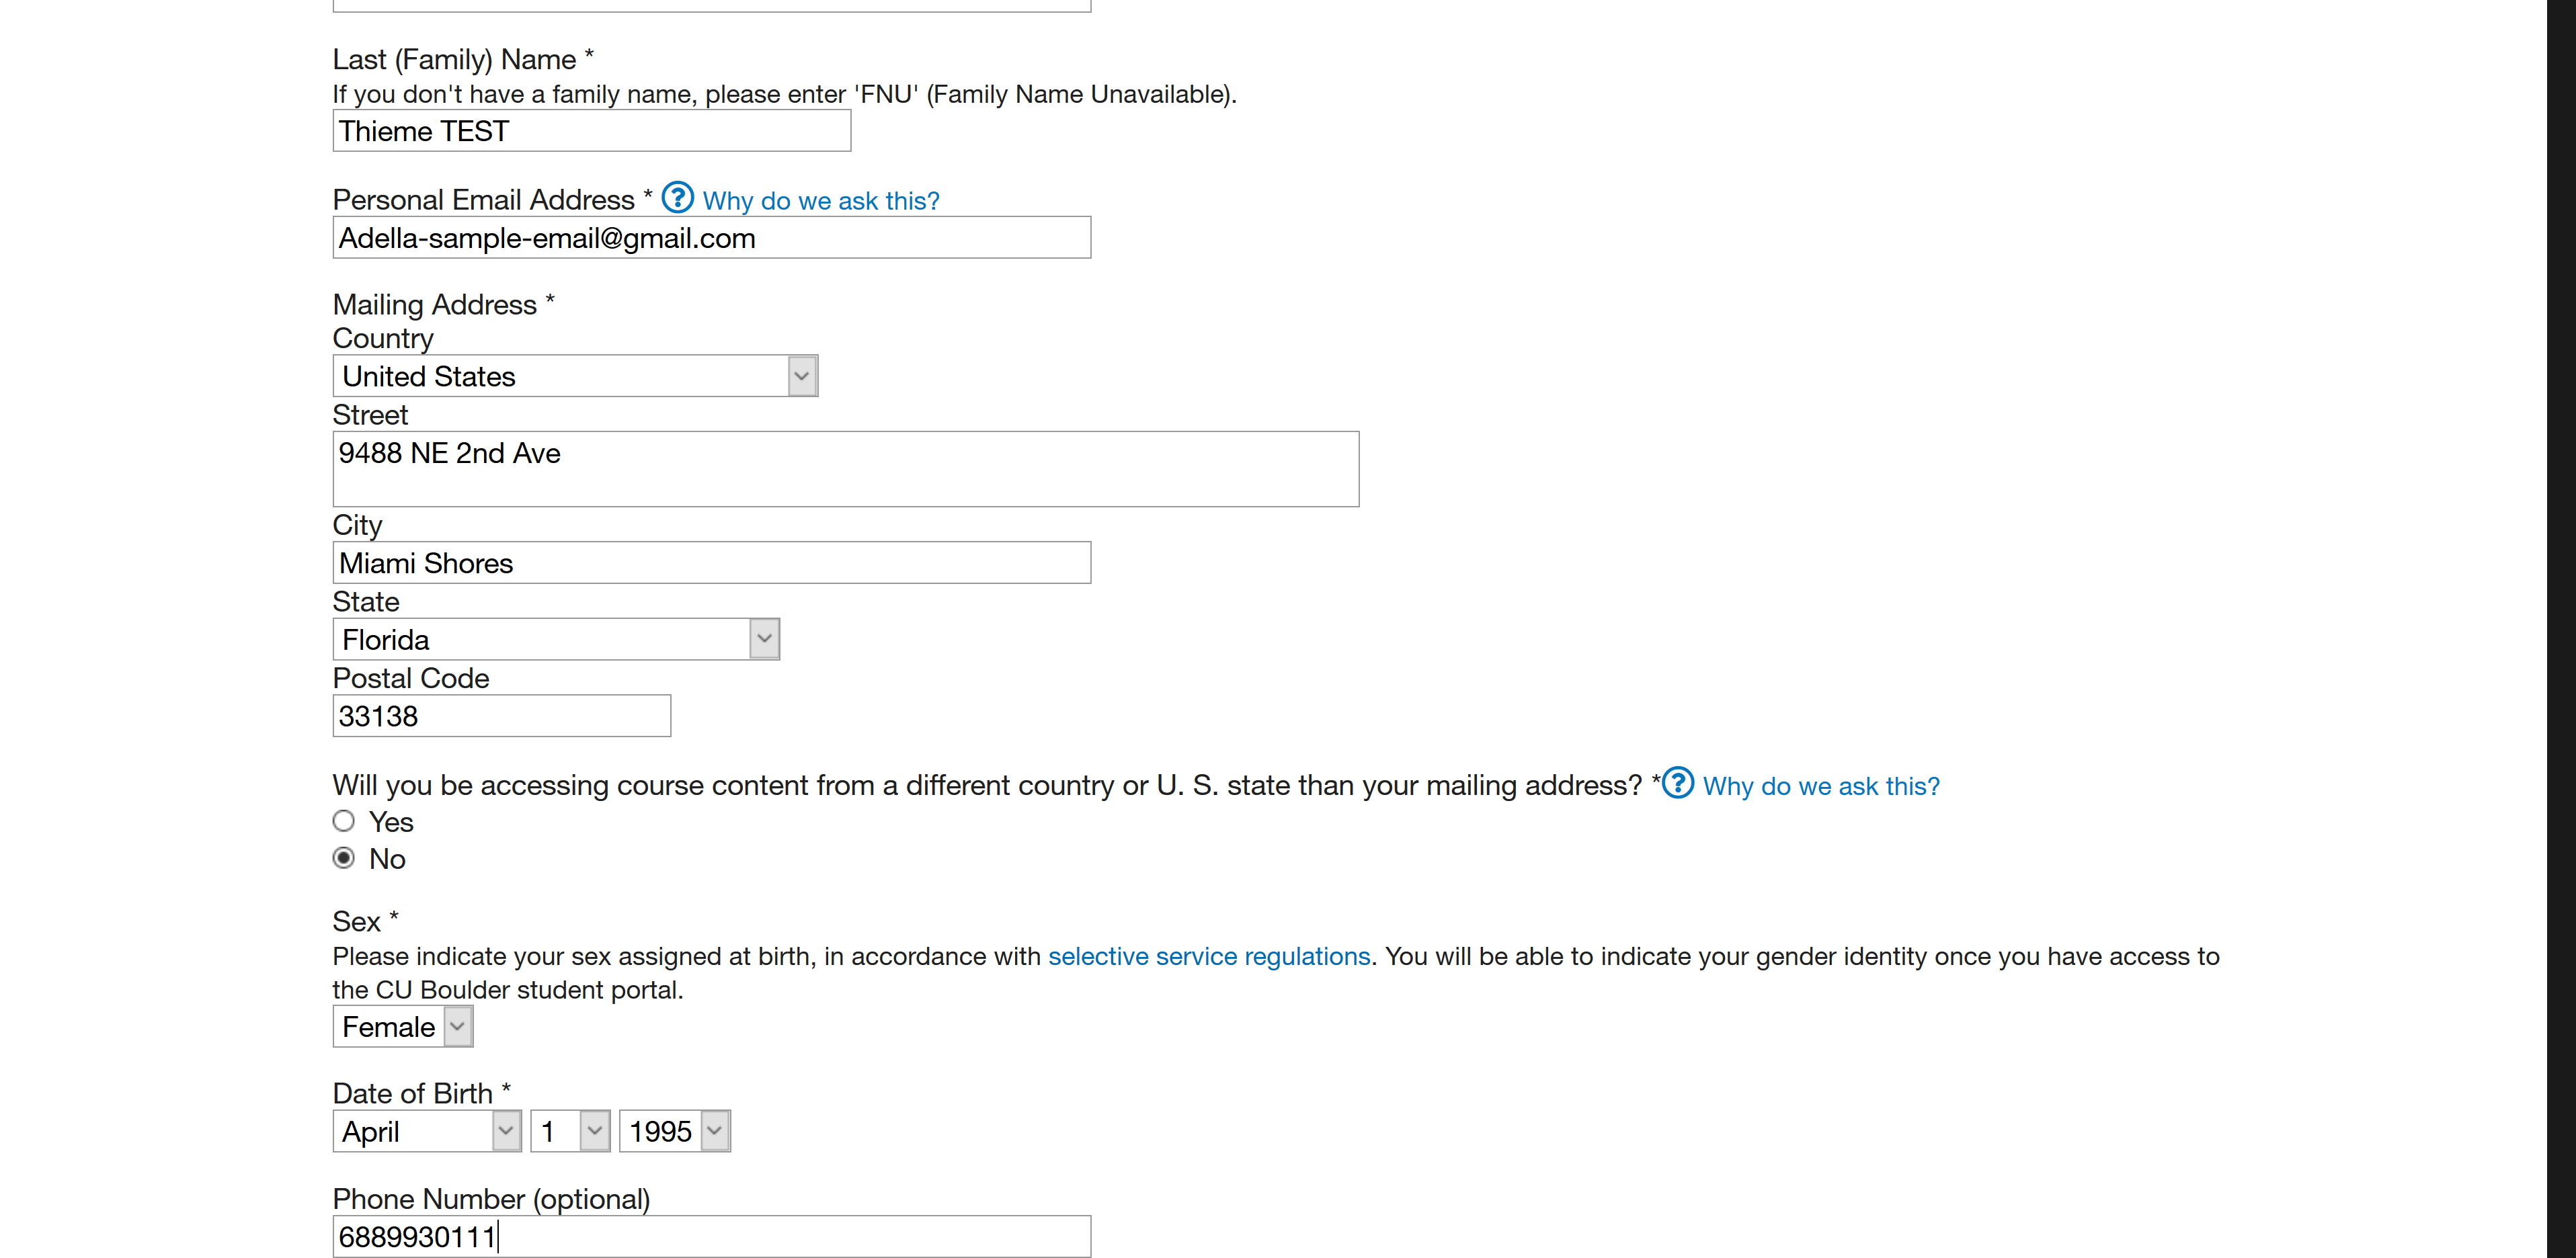 Last (Family) Name *
If you don't have a family name, please enter 'FNU' (Family Name Unavailable).
Thieme TEST
Personal Email Address * ? Why do we ask this?
Adella-sample-email@gmail.com
Mailing Address *
Country
United States
Street
9488 NE 2nd Ave
City
Miami Shores
State
Florida
Postal Code
33138
Will you be accessing course content from a different country or U. S. state than your mailing address? *? Why do we ask this?
Yes
No
Sex *
Please indicate your sex assigned at birth, in accordance with selective service regulations. You will be able to indicate your gender identity once you have access to
the CU Boulder student portal.
Female
Date of Birth *
April 1 1995
Phone Number (optional)
6889930111